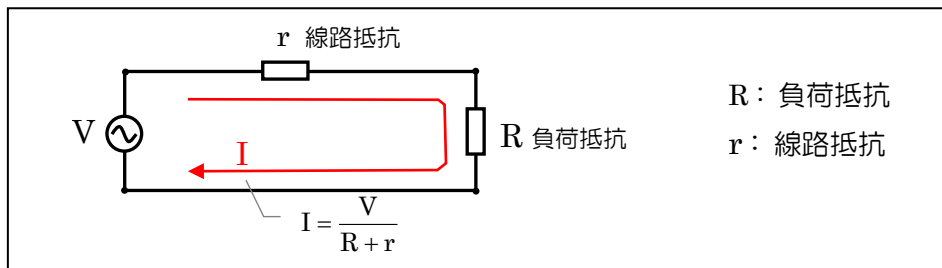 r 線路抵抗
V
I
R 負荷抵抗
I = V / (R + r)
R： 負荷抵抗
r： 線路抵抗